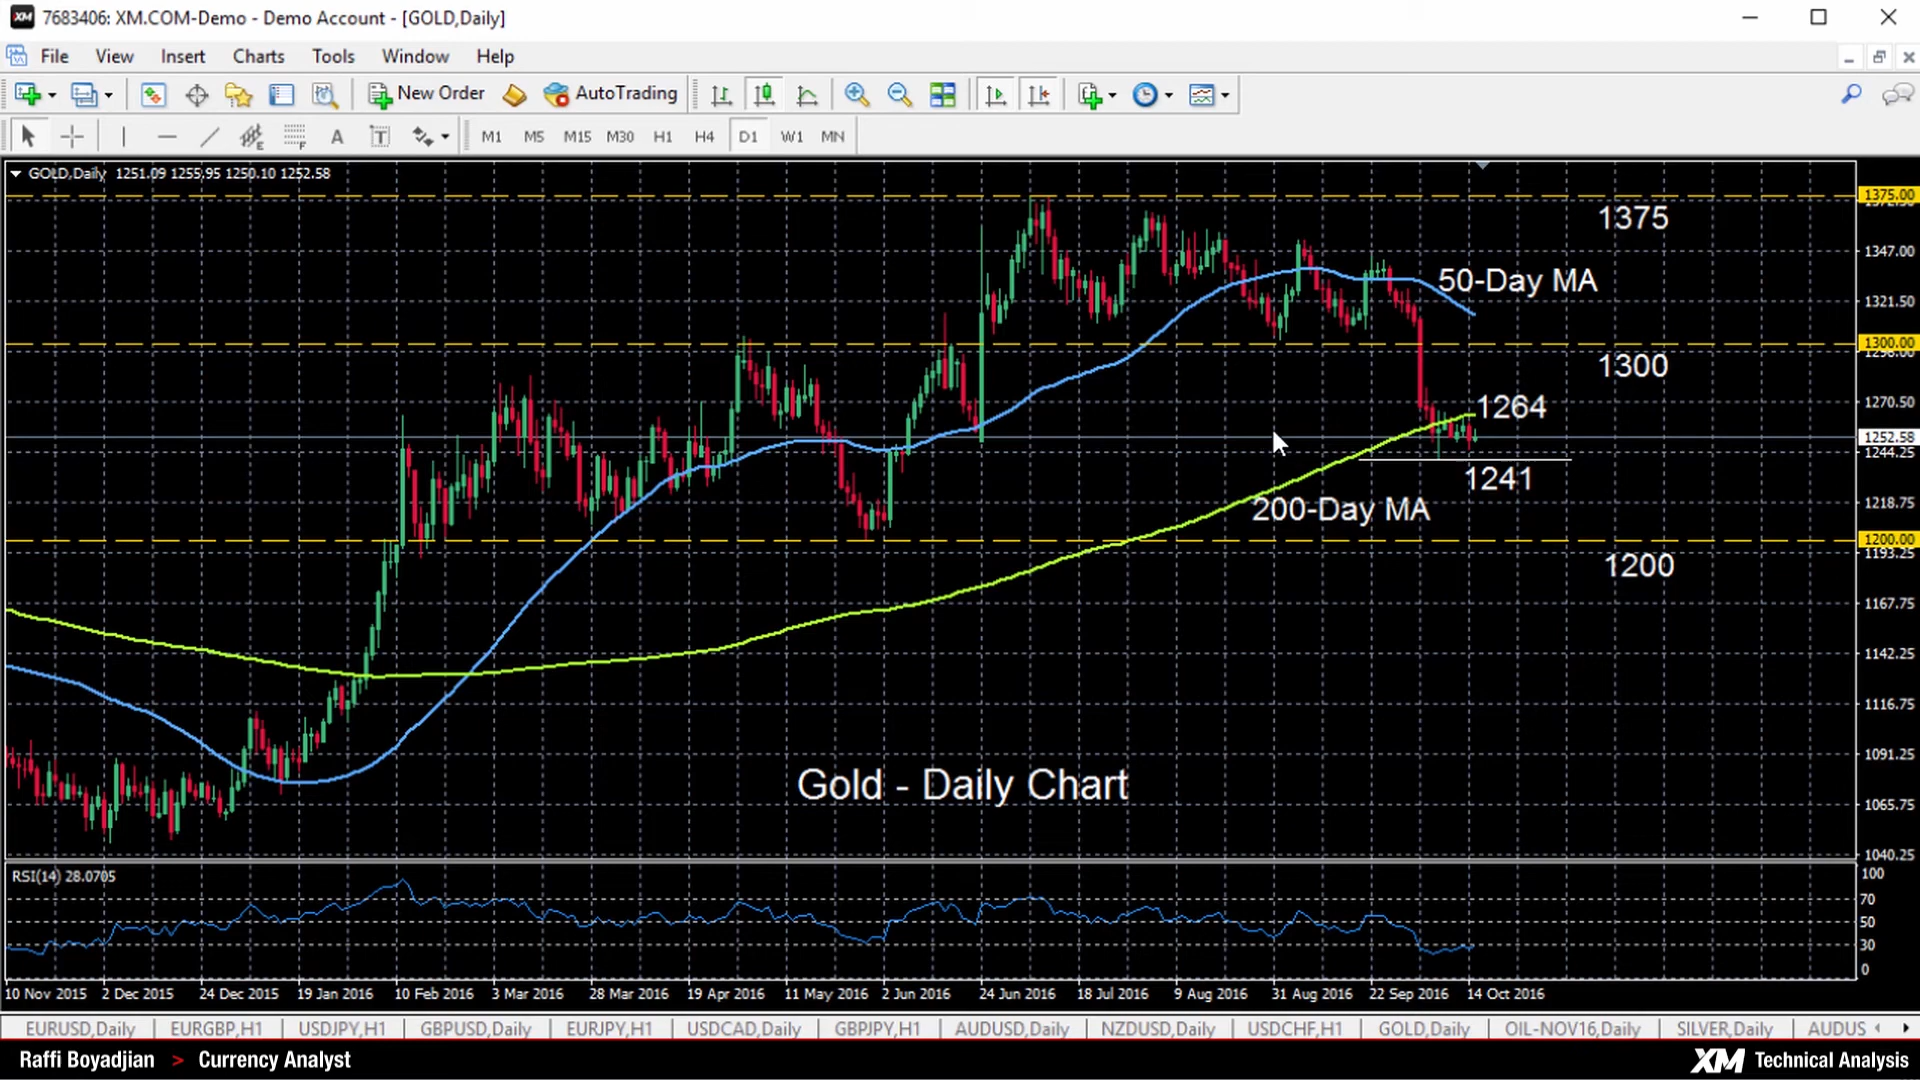 XM 7683406: XM.COM-Demo - Demo Account - [GOLD,Daily]
File View Insert Charts Tools Window Help
New Order AutoTrading
A T M1 M5 M15 M30 H1 H4 D1 W1 MN
GOLD,Daily 1251.09 1255.95 1250.10 1252.58
1375.00
1375
1347.00
50-Day MA
1321.50
1300.00
1300
1270.50
1264
1252.58
1244.25
1241
1218.75
200-Day MA
1200.00
1193.25
1200
1167.75
1142.25
1116.75
1091.25
Gold - Daily Chart
1065.75
1040.25
RSI(14) 28.0705
100
70
50
30
0
10 Nov 2015 2 Dec 2015 24 Dec 2015 19 Jan 2016 10 Feb 2016 3 Mar 2016 28 Mar 2016 19 Apr 2016 11 May 2016 2 Jun 2016 24 Jun 2016 18 Jul 2016 9 Aug 2016 31 Aug 2016 22 Sep 2016 14 Oct 2016
EURUSD,Daily EURGBP,H1 USDJPY,H1 GBPUSD,Daily EURJPY,H1 USDCAD,Daily GBPJPY,H1 AUDUSD,Daily NZDUSD,Daily USDCHF,H1 GOLD,Daily OIL-NOV16,Daily SILVER,Daily AUDUS
Raffi Boyadjian > Currency Analyst
XM Technical Analysis